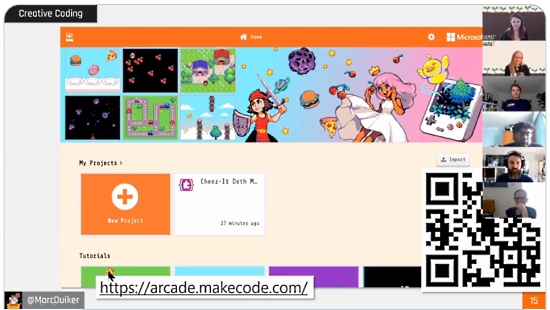 Creative Coding
Home
Microsoft
My Projects >
Import
New Project
Cheez-It Deth M...
27 minutes ago
Tutorials
https://arcade.makecode.com/
@MarcDuiker
15